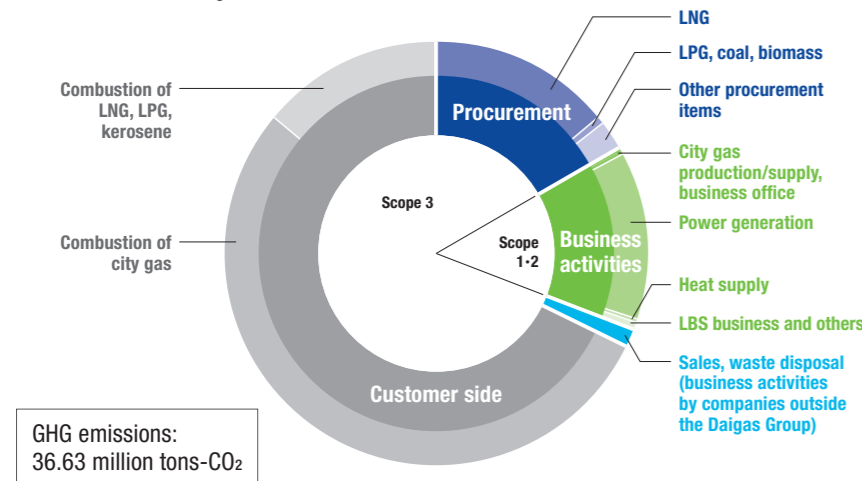 LNG
LPG, coal, biomass
Other procurement
items
City gas
production/supply,
business office
Power generation
Heat supply
LBS business and others
Sales, waste disposal
(business activities
by companies outside
the Daigas Group)
Procurement
Business
activities
Customer side
Scope 3
Scope
1•2
Combustion of
LNG, LPG,
kerosene
Combustion of
city gas
GHG emissions:
36.63 million tons-CO₂